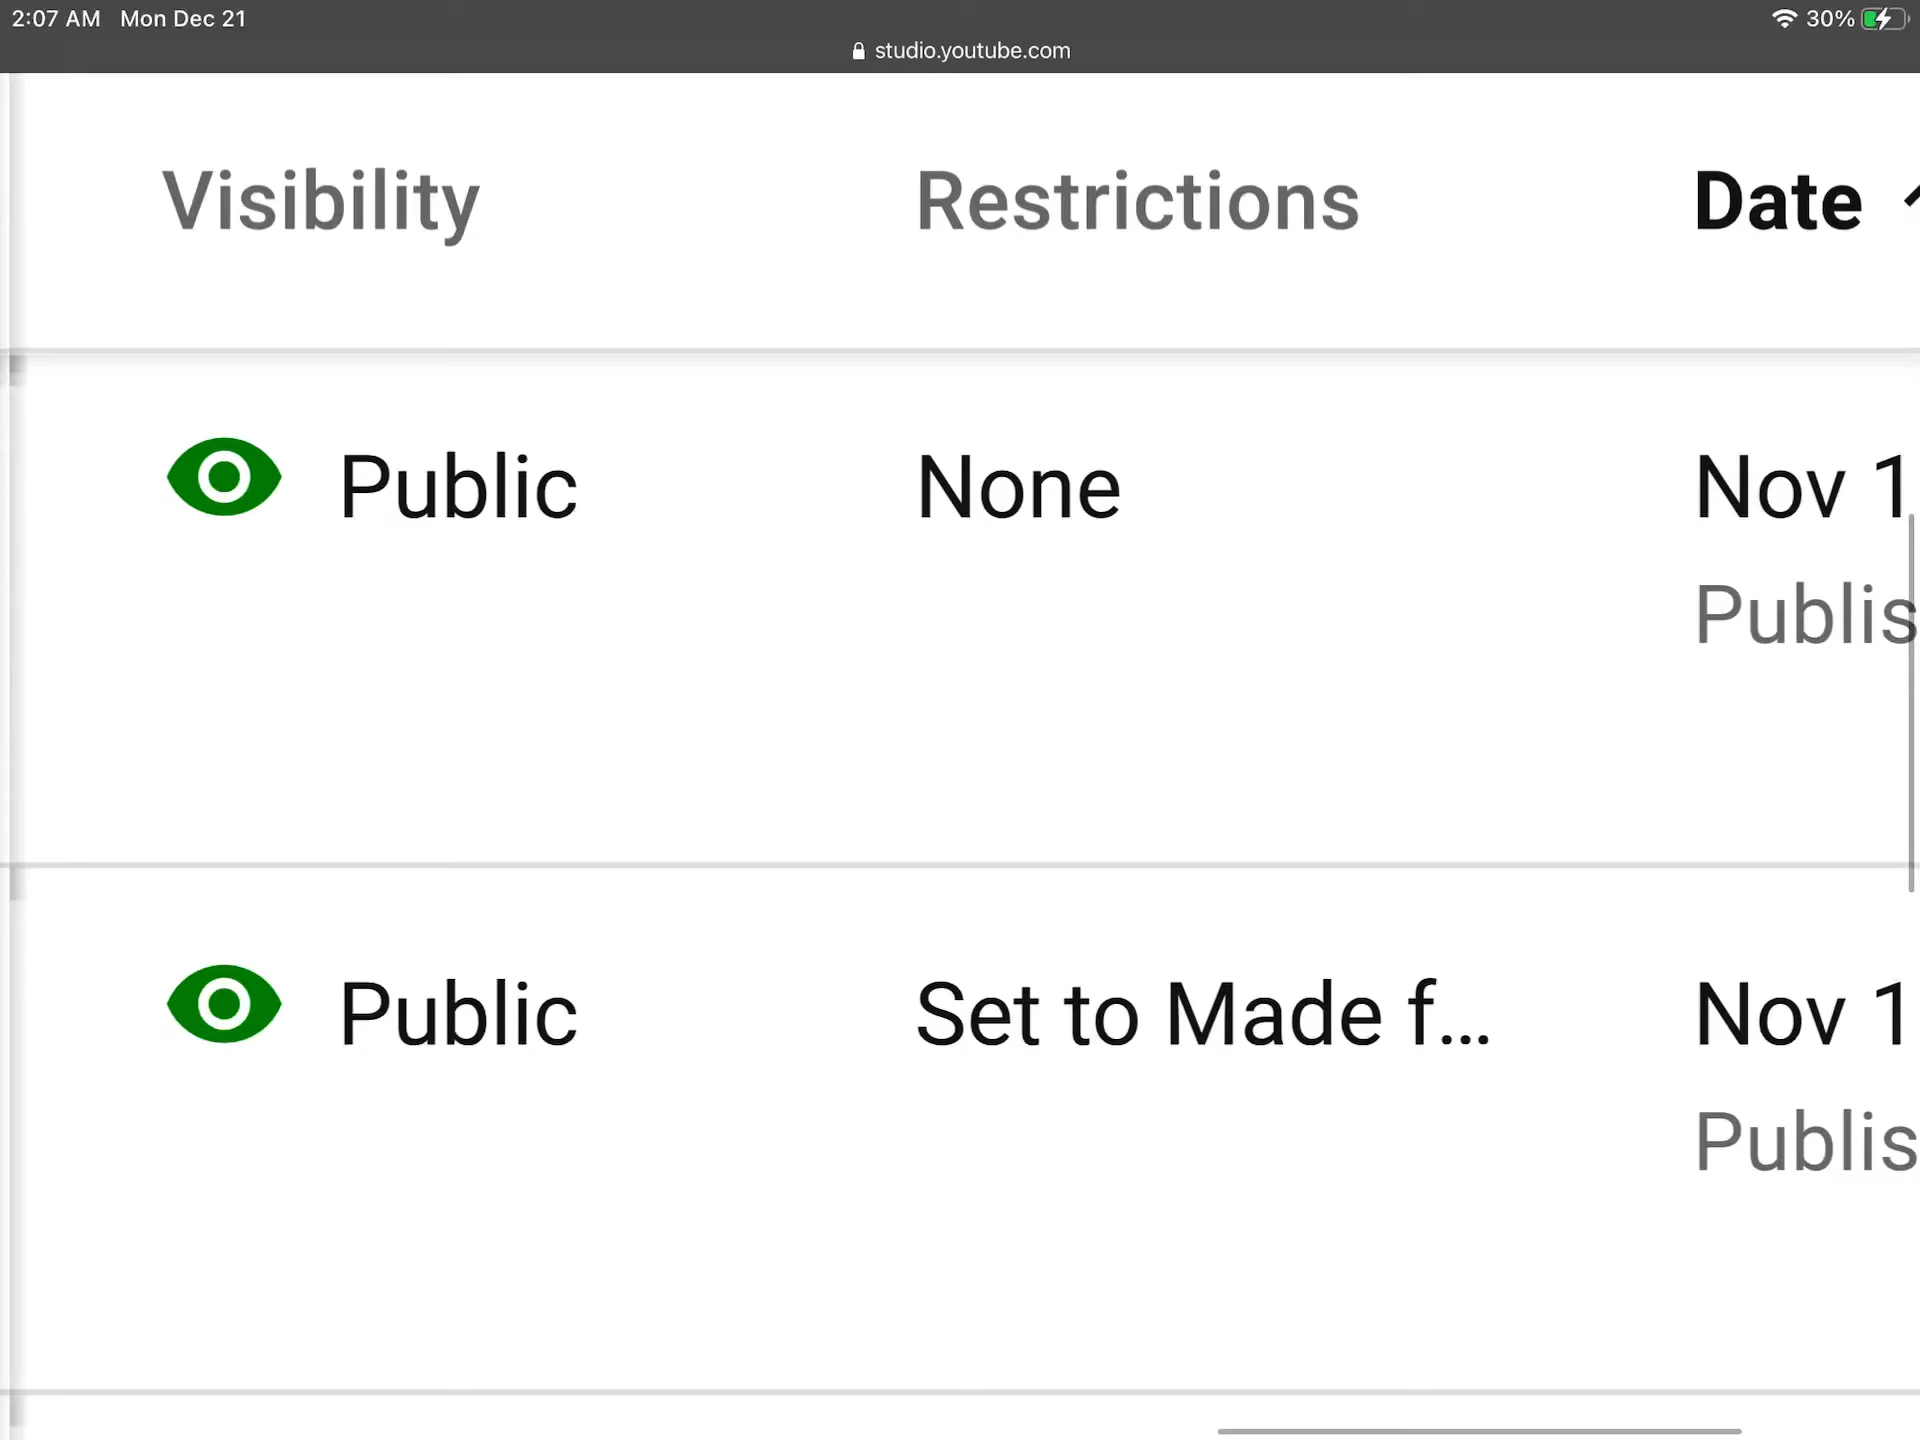 2:07 AM Mon Dec 21
30%
studio.youtube.com
Visibility Restrictions Date
Public None Nov 1
Publis
Public Set to Made f...
Nov 1
Publis